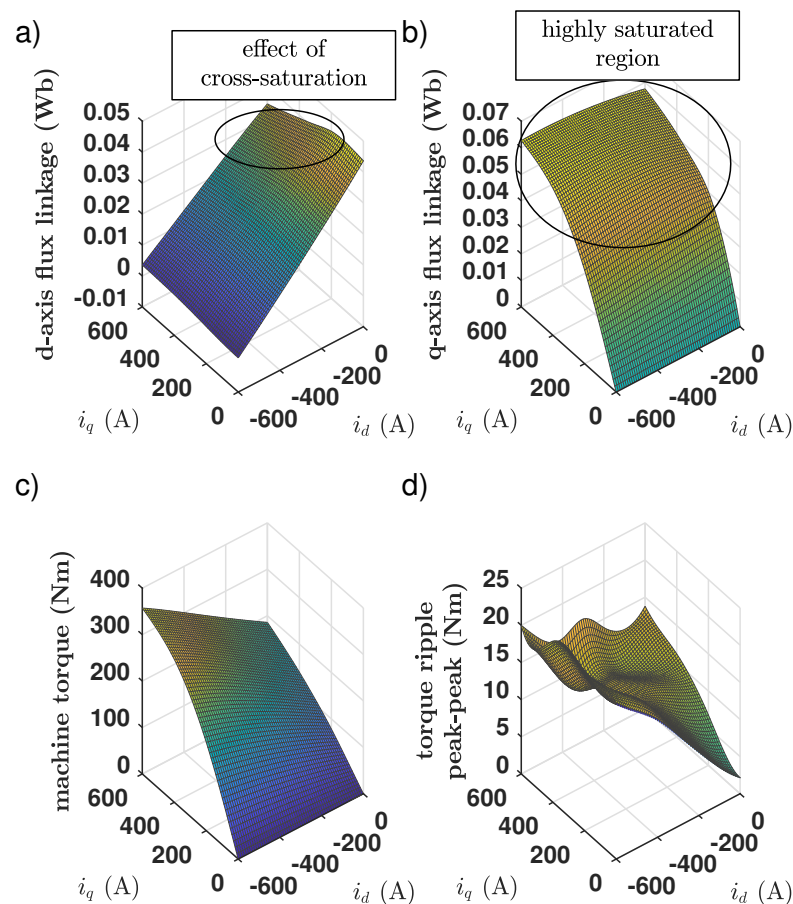 a)
effect of
cross-saturation
d-axis flux linkage (Wb)
0.05
0.04
0.03
0.02
0.01
0
-0.01
600
400
200
0
i_q (A)
-600
-400
-200
0
i_d (A)
b)
highly saturated
region
q-axis flux linkage (Wb)
0.07
0.06
0.05
0.04
0.03
0.02
0.01
0
600
400
200
0
i_q (A)
-600
-400
-200
0
i_d (A)
c)
machine torque (Nm)
400
300
200
100
0
600
400
200
0
i_q (A)
-600
-400
-200
0
i_d (A)
d)
torque ripple
peak-peak (Nm)
25
20
15
10
5
0
600
400
200
0
i_q (A)
-600
-400
-200
0
i_d (A)